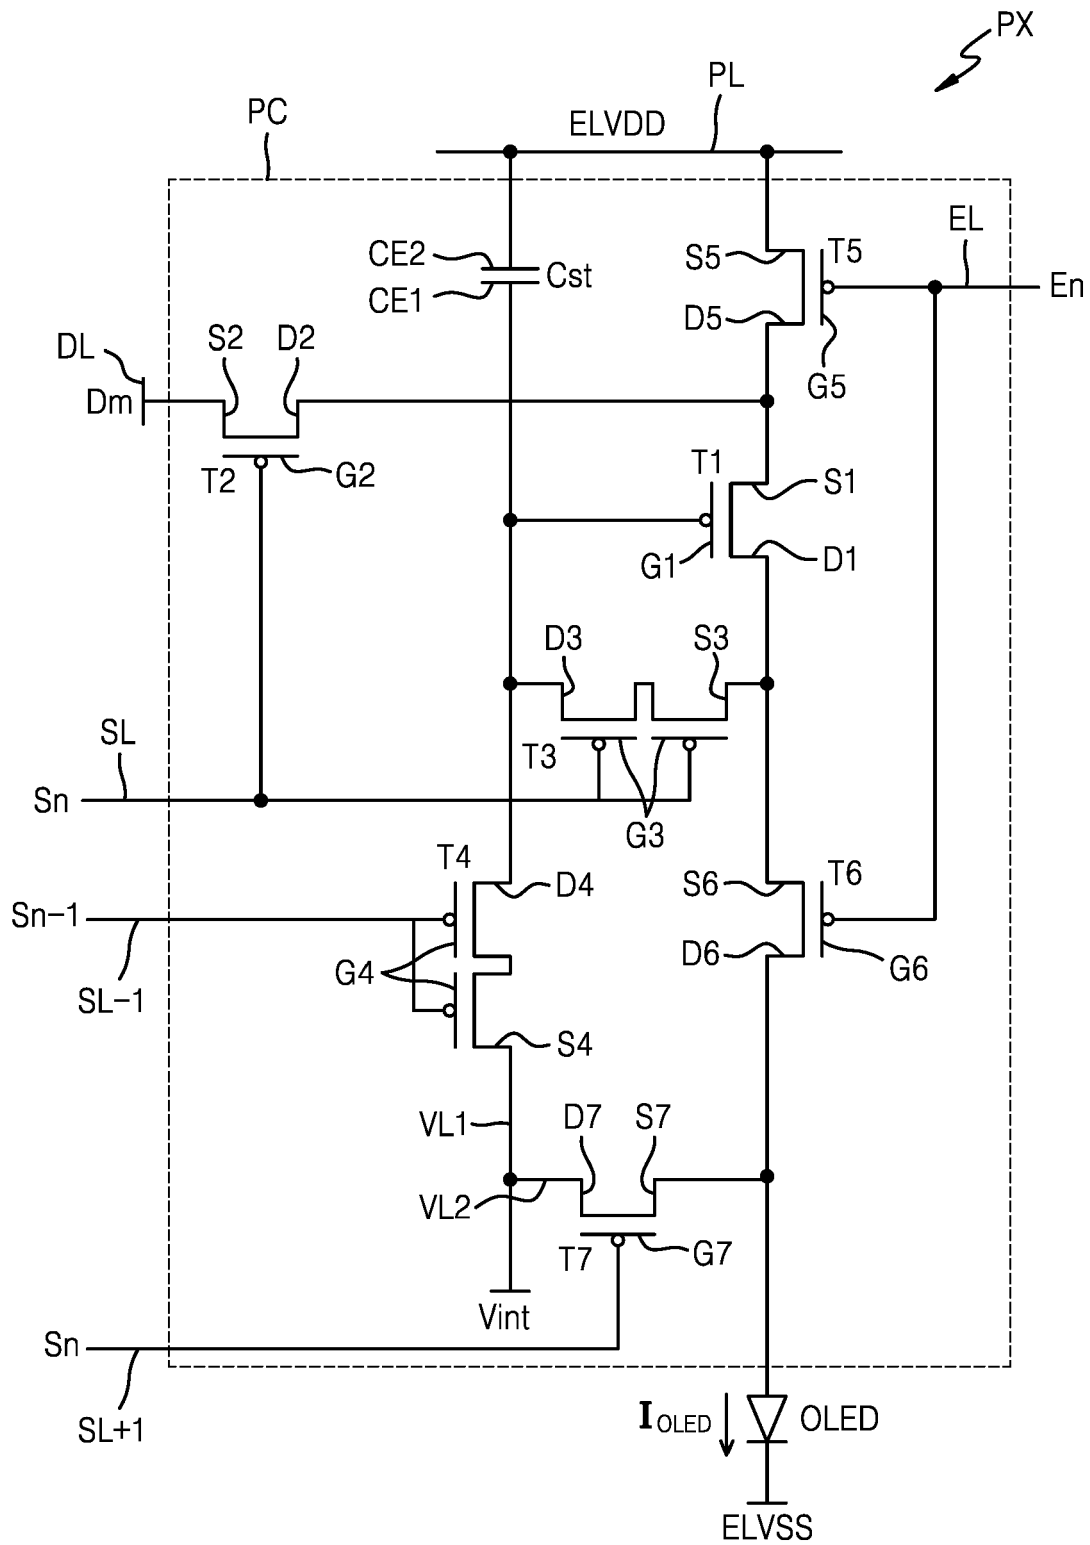 PX
PL
PC
ELVDD
EL
T5
S5
CE2
Cst
CE1
En
D5
DL
S2
D2
G5
Dm
T1
T2
G2
S1
G1
D1
D3
S3
SL
T3
Sn
G3
T4
T6
D4
S6
Sn-1
D6
G4
G6
SL-1
S4
VL1
D7
S7
VL2
T7
G7
Vint
Sn
SL+1
IOLED
OLED
ELVSS